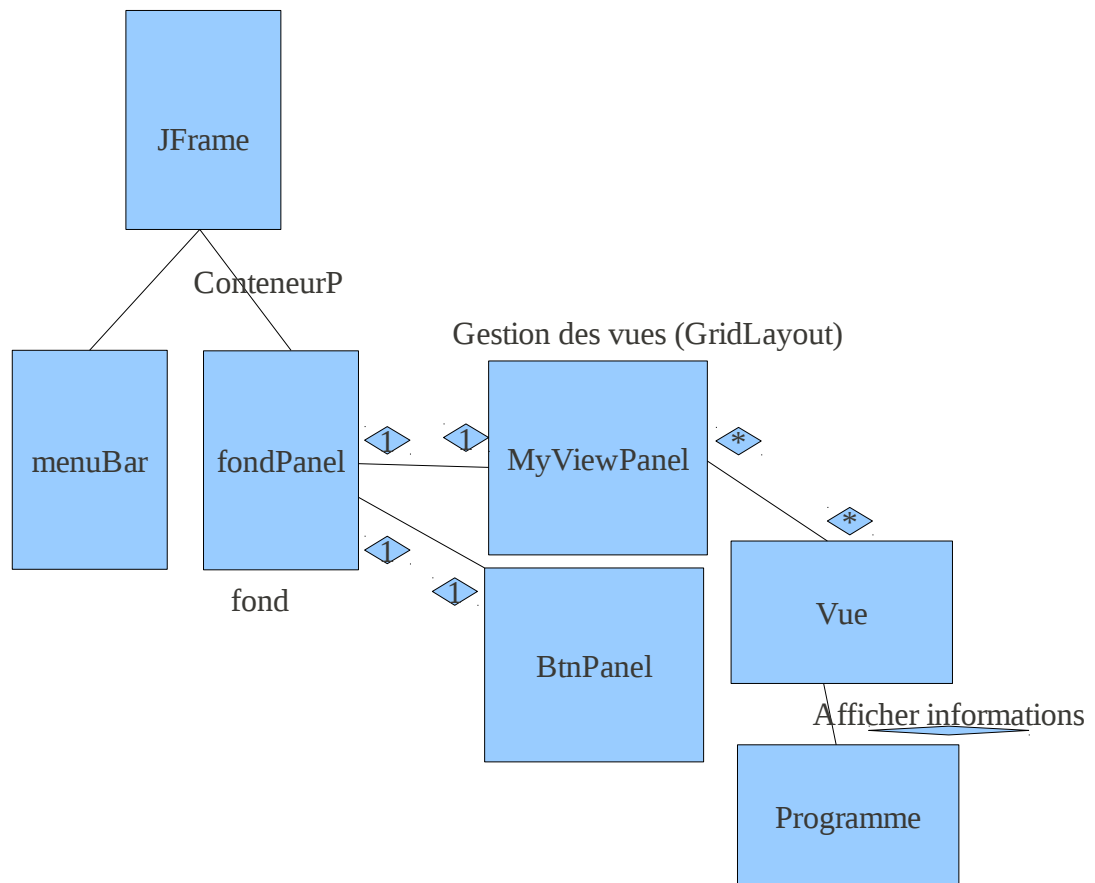 JFrame
ConteneurP
Gestion des vues (GridLayout)
menuBar
fondPanel
1
1
MyViewPanel
*
*
1
1
fond
Vue
BtnPanel
Afficher informations
Programme